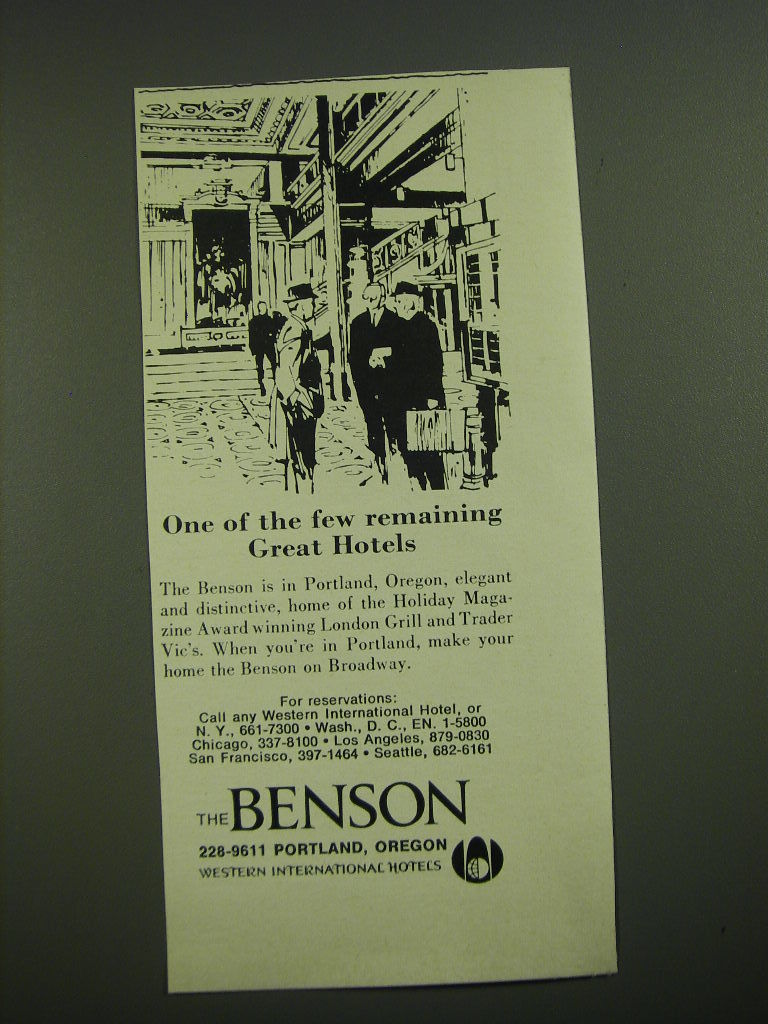 One of the few remaining
Great Hotels
The Benson is in Portland, Oregon, elegant
and distinctive, home of the Holiday Maga-
zine Award winning London Grill and Trader
Vic's. When you're in Portland, make your
home the Benson on Broadway.
For reservations:
Call any Western International Hotel, or
N. Y., 661-7300 • Wash., D. C., EN. 1-5800
Chicago, 337-8100 • Los Angeles, 879-0830
San Francisco, 397-1464 • Seattle, 682-6161
THE BENSON
228-9611 PORTLAND, OREGON
WESTERN INTERNATIONAL HOTELS